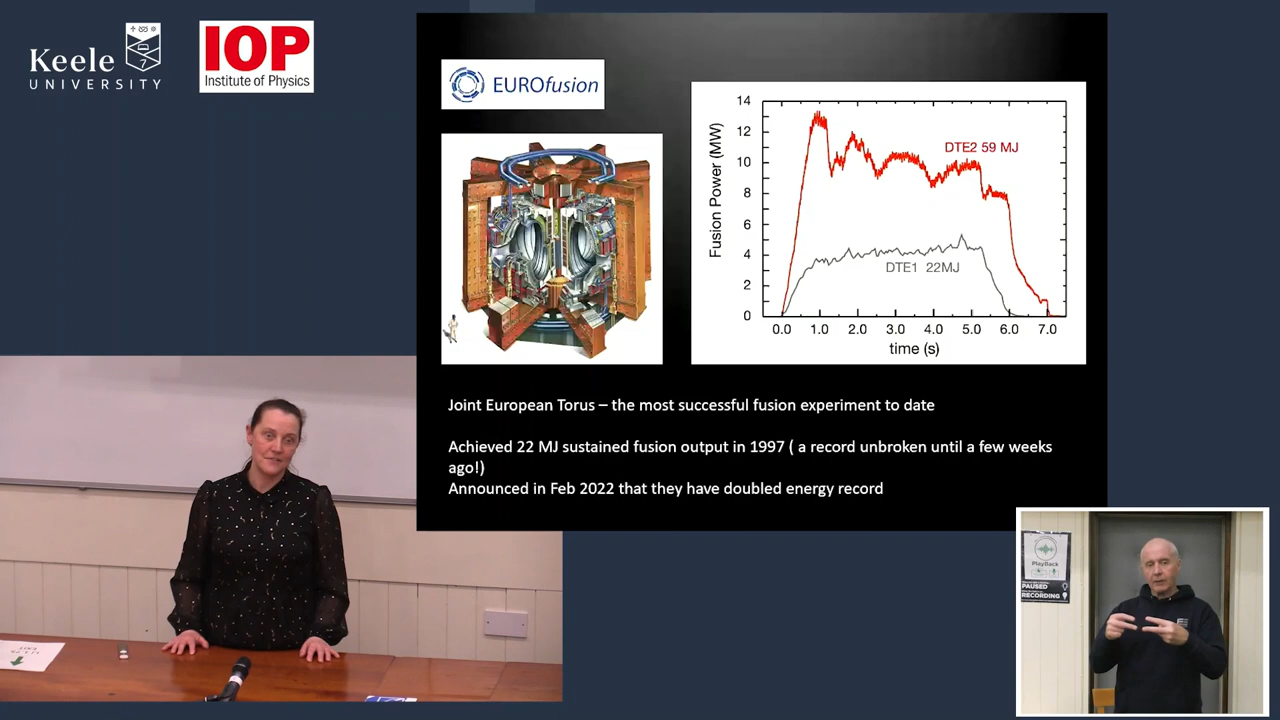 Keele
UNIVERSITY
IOP
Institute of Physics
EUROfusion
14
12
10
8
6
4
2
0
Fusion Power (MW)
DTE2 59 MJ
DTE1 22MJ
0.0 1.0 2.0 3.0 4.0 5.0 6.0 7.0
time (s)
Joint European Torus – the most successful fusion experiment to date
Achieved 22 MJ sustained fusion output in 1997 ( a record unbroken until a few weeks
ago!)
Announced in Feb 2022 that they have doubled energy record
PlayBack
PAUSED
RECORDING
EXIT